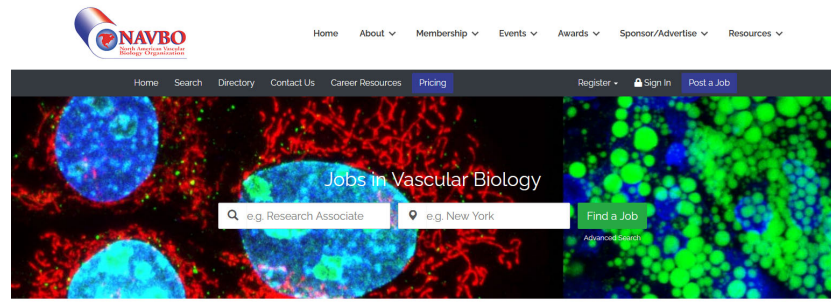 NAVBO
North American Vascular
Biology Organization
Home About Membership Events Awards Sponsor/Advertise Resources
Home Search Directory Contact Us Career Resources Pricing Register Sign In Post a Job
Jobs in Vascular Biology
e.g. Research Associate e.g. New York Find a Job
Advanced Search